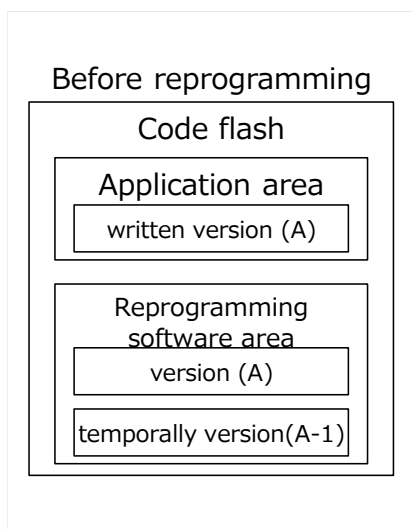 Before reprogramming
Code flash
Application area
written version (A)
Reprogramming
software area
version (A)
temporally version(A-1)